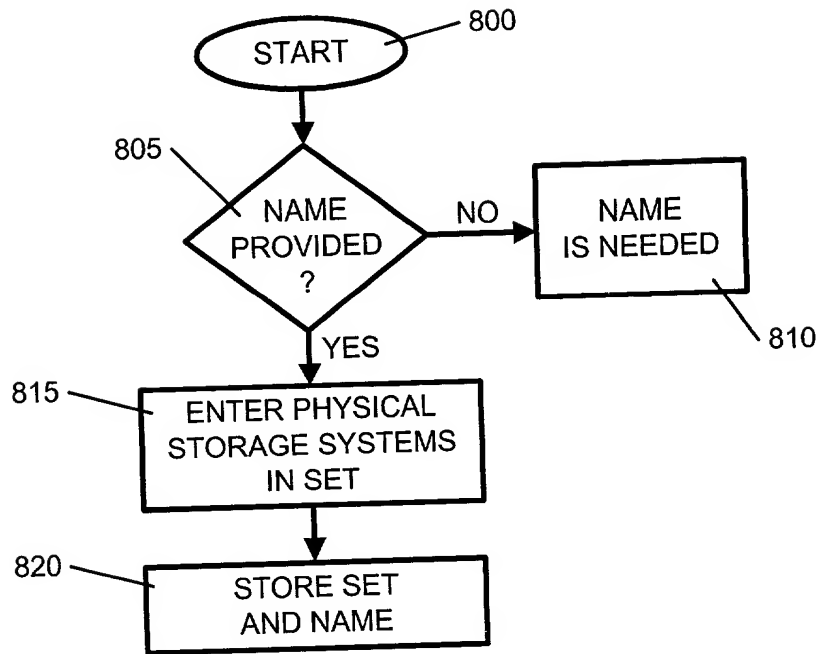 START
800
805
NAME
PROVIDED
?
NO
NAME
IS NEEDED
810
YES
815
ENTER PHYSICAL
STORAGE SYSTEMS
IN SET
820
STORE SET
AND NAME